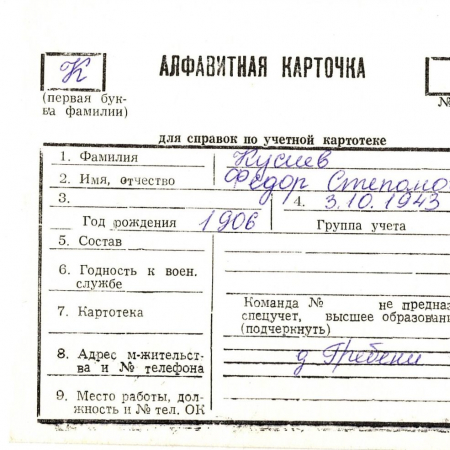 К
АЛФАВИТНАЯ КАРТОЧКА
(первая бук-
ва фамилии)
№
для справок по учетной картотеке
1. Фамилия
2. Имя, отчество Федор Степано
3. 4. 3.10.1943
Год рождения 1906 Группа учета
5. Состав
6. Годность к воен.
службе
Команда № не предназ
7. Картотека спецучет, высшее образовани
(подчеркнуть)
8. Адрес м-жительст-
ва и № телефона д Гребени
9. Место работы, дол-
жность и № тел. ОК